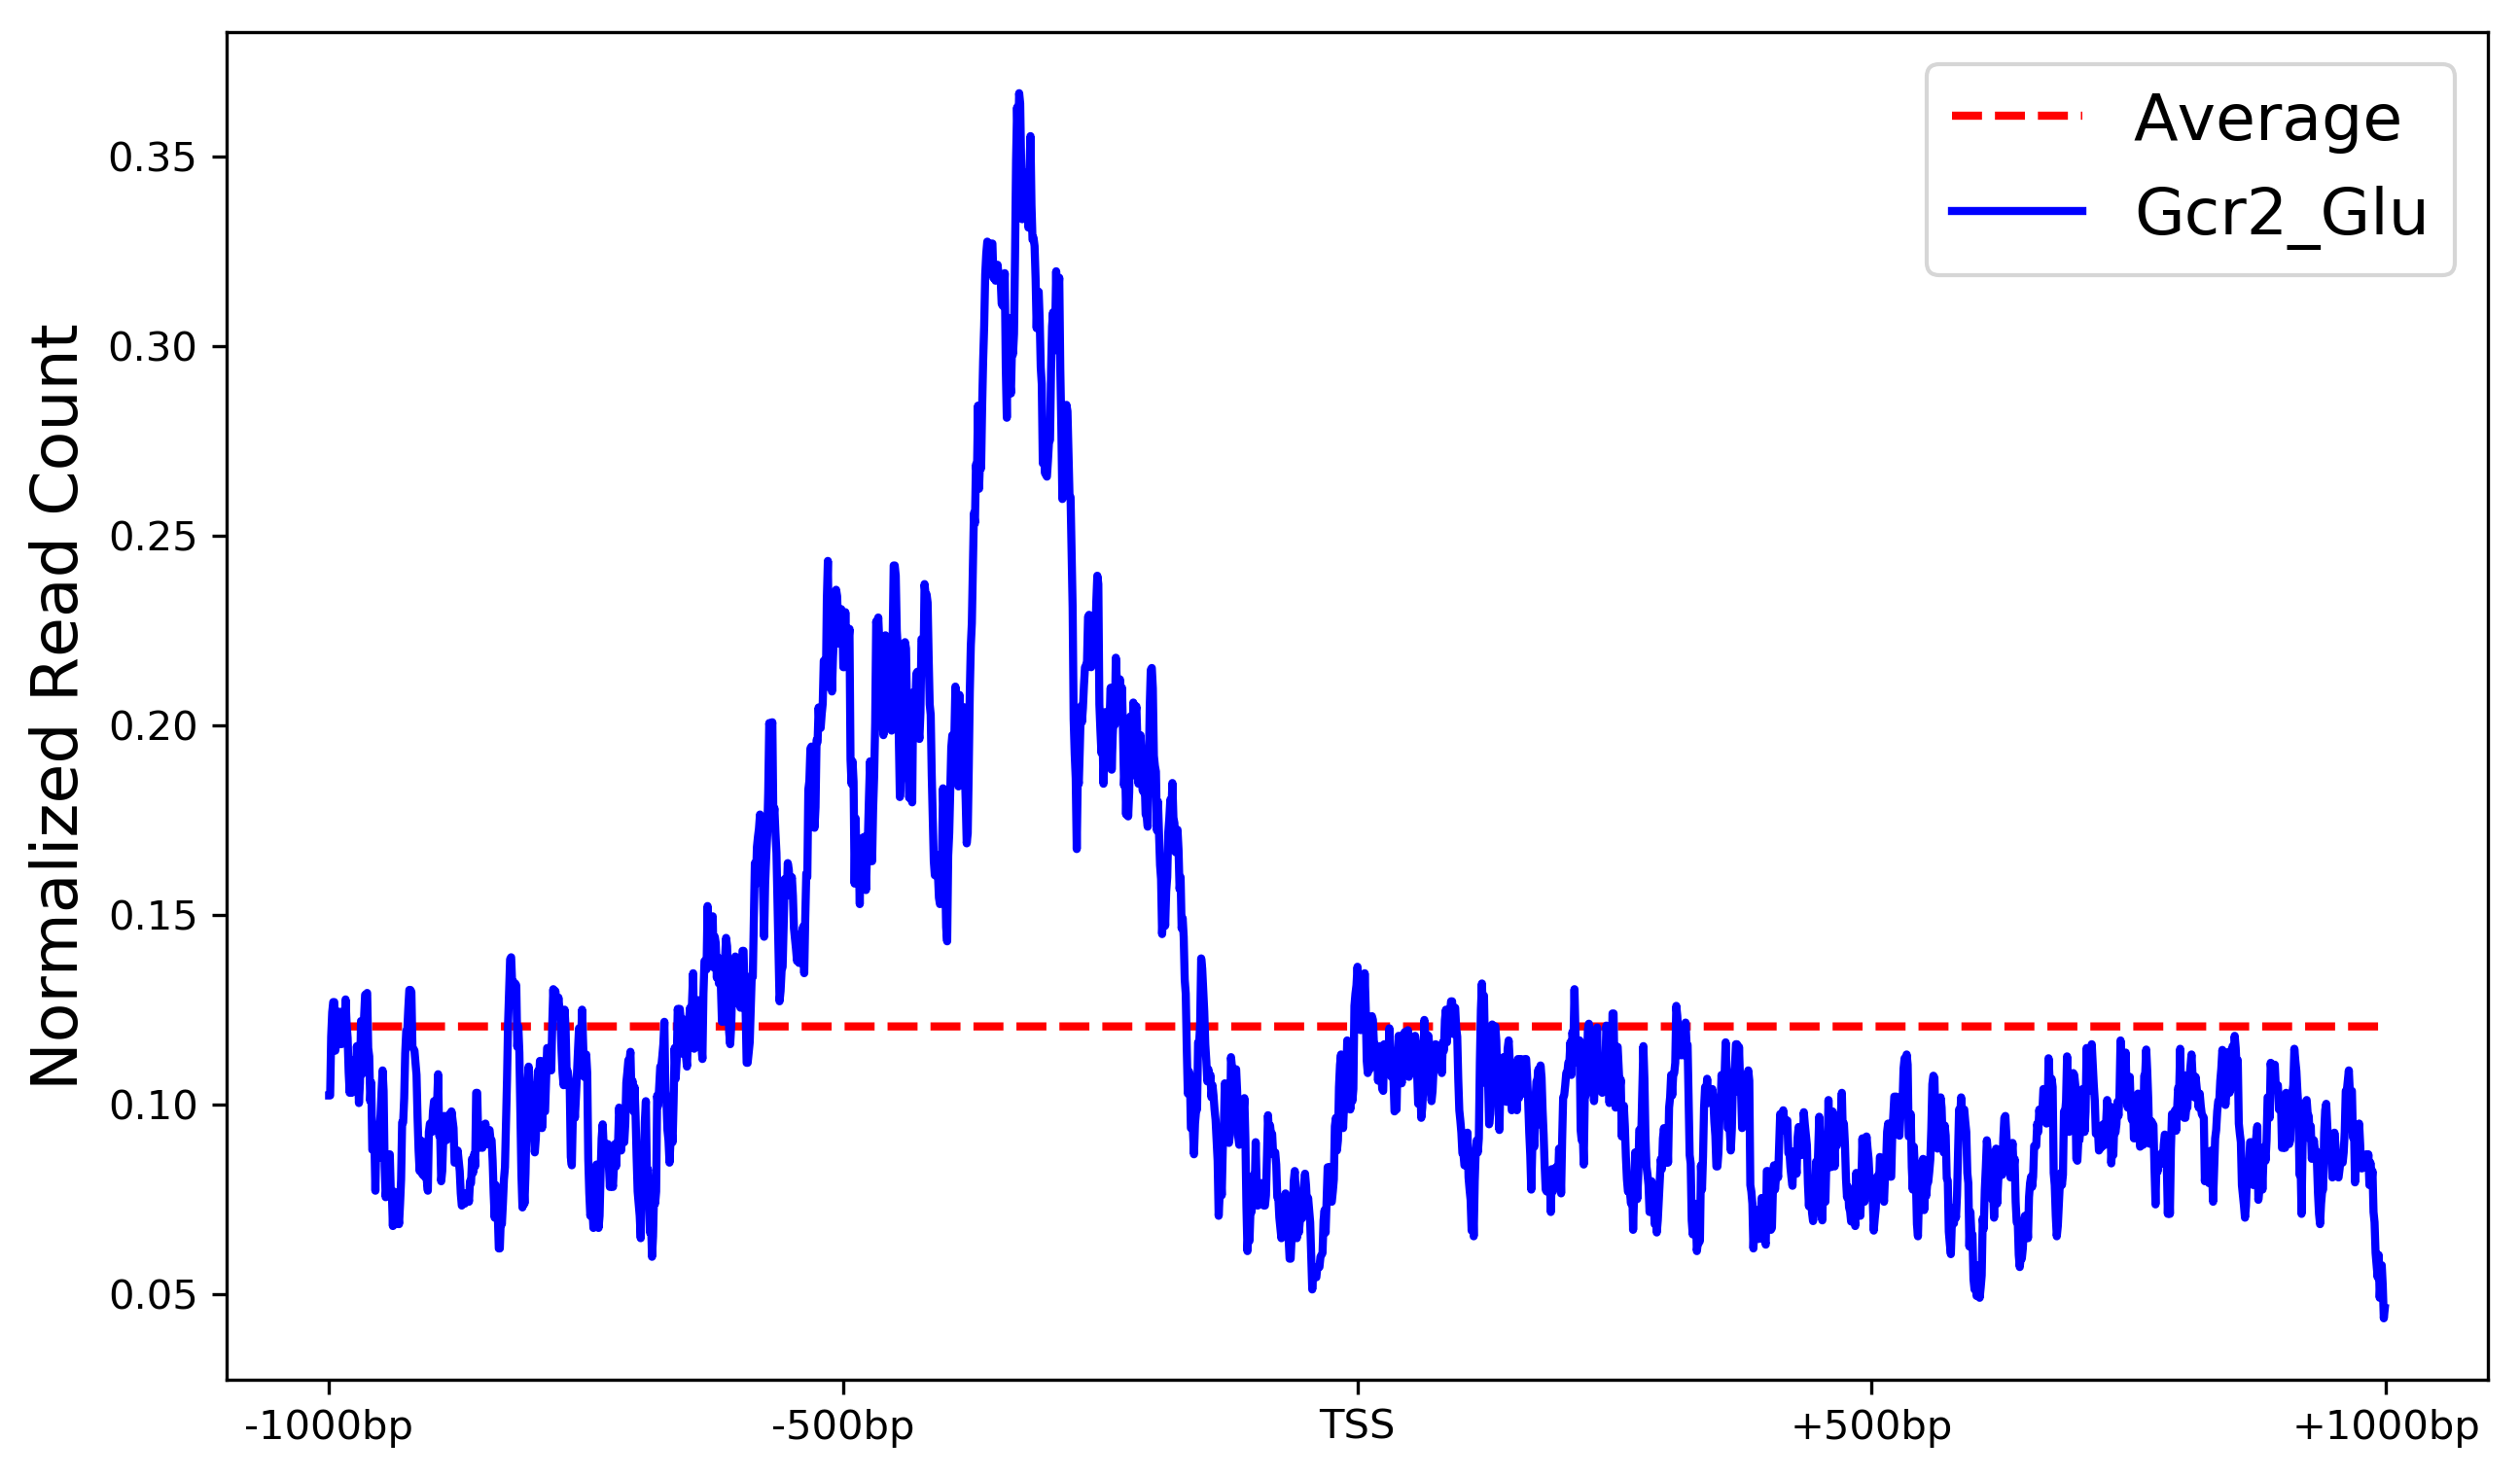 Average
Gcr2_Glu
Normalized Read Count
0.35
0.30
0.25
0.20
0.15
0.10
0.05
-1000bp
-500bp
TSS
+500bp
+1000bp